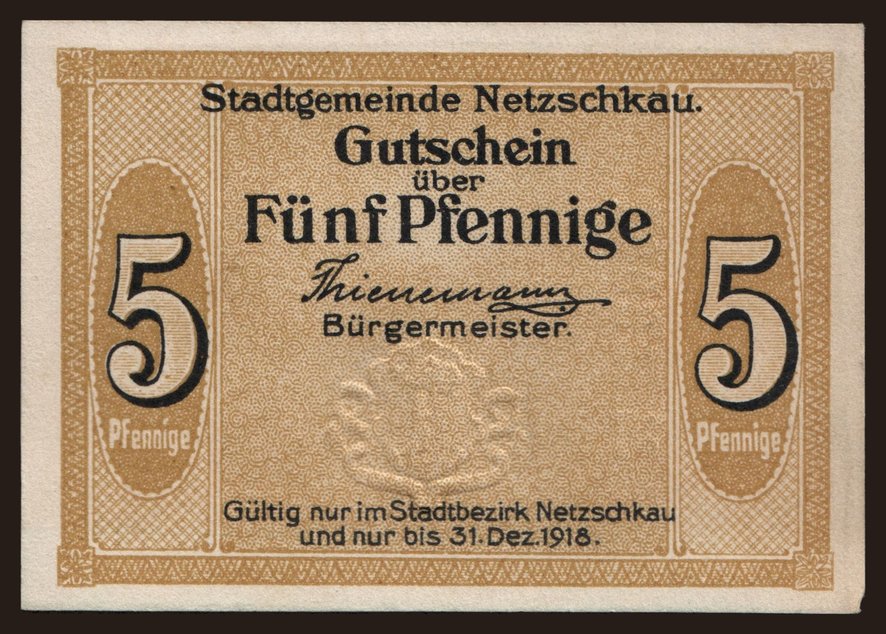 Stadtgemeinde Netzschkau.
Gutschein
über
Fünf Pfennige
Thienemann
Bürgermeister.
5
Pfennige
5
Pfennige
Gültig nur im Stadtbezirk Netzschkau
und nur bis 31. Dez. 1918.